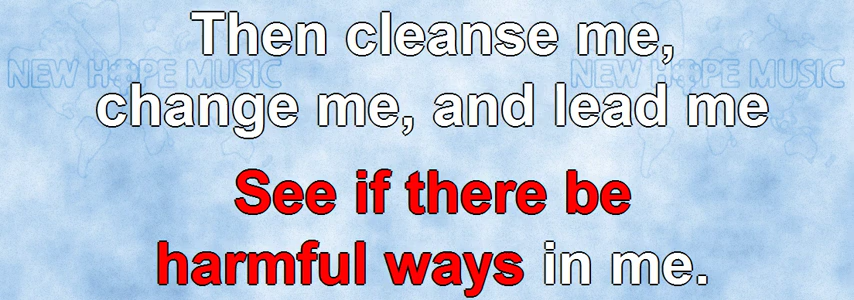 Then cleanse me,
NEW HOPE MUSIC NEW HOPE MUSIC
change me, and lead me
See if there be
harmful ways in me.